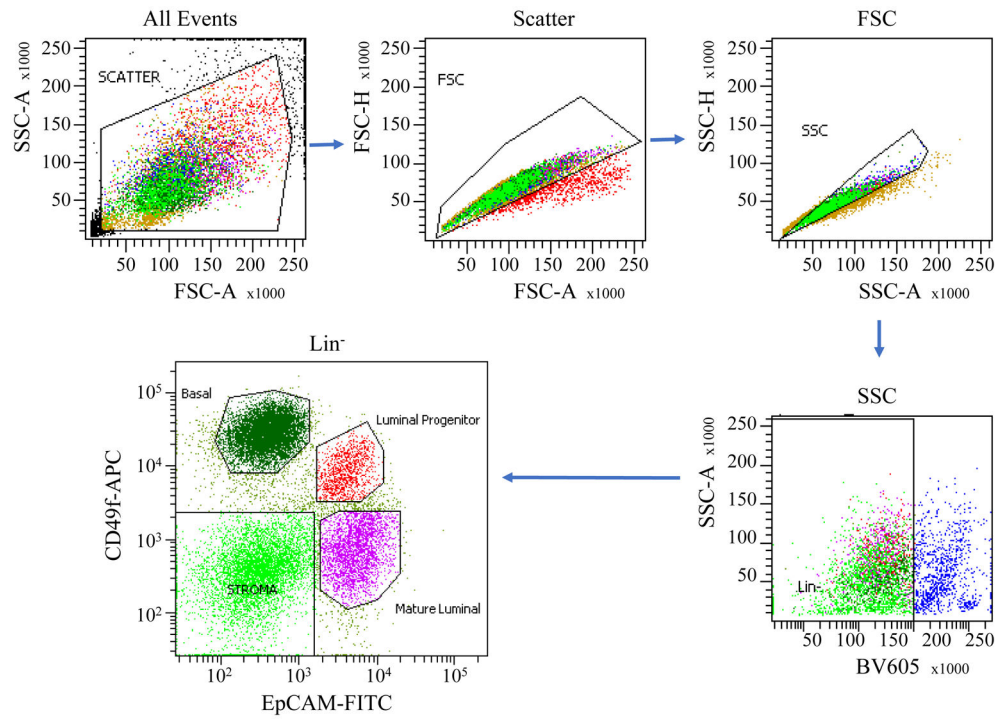 All Events
SSC-A x1000
250
200
150
100
50
SCATTER
50 100 150 200 250
FSC-A x1000
Scatter
FSC-H x1000
250
200
150
100
50
FSC
50 100 150 200 250
FSC-A x1000
FSC
SSC-H x1000
250
200
150
100
50
SSC
50 100 150 200 250
SSC-A x1000
Lin-
CD49f-APC
10^5
10^4
10^3
10^2
Basal
Luminal Progenitor
STROMA
Mature Luminal
10^2 10^3 10^4 10^5
EpCAM-FITC
SSC
SSC-A x1000
250
200
150
100
50
Lin-
50 100 150 200 250
BV605 x1000